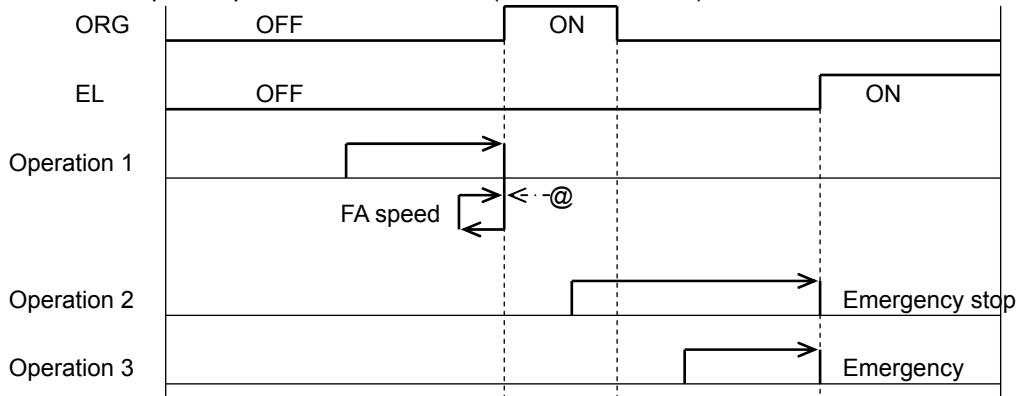 ORG OFF ON
EL OFF ON
Operation 1
FA speed @
Operation 2 Emergency stop
Operation 3 Emergency